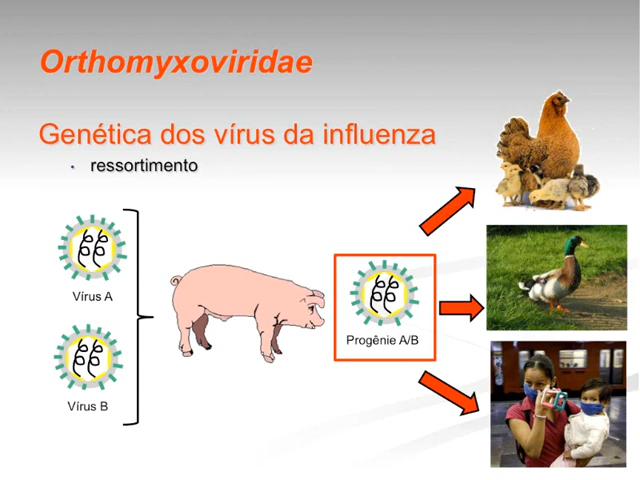 Orthomyxoviridae
Genética dos vírus da influenza
ressortimento
Vírus A
Vírus B
Progênie A/B